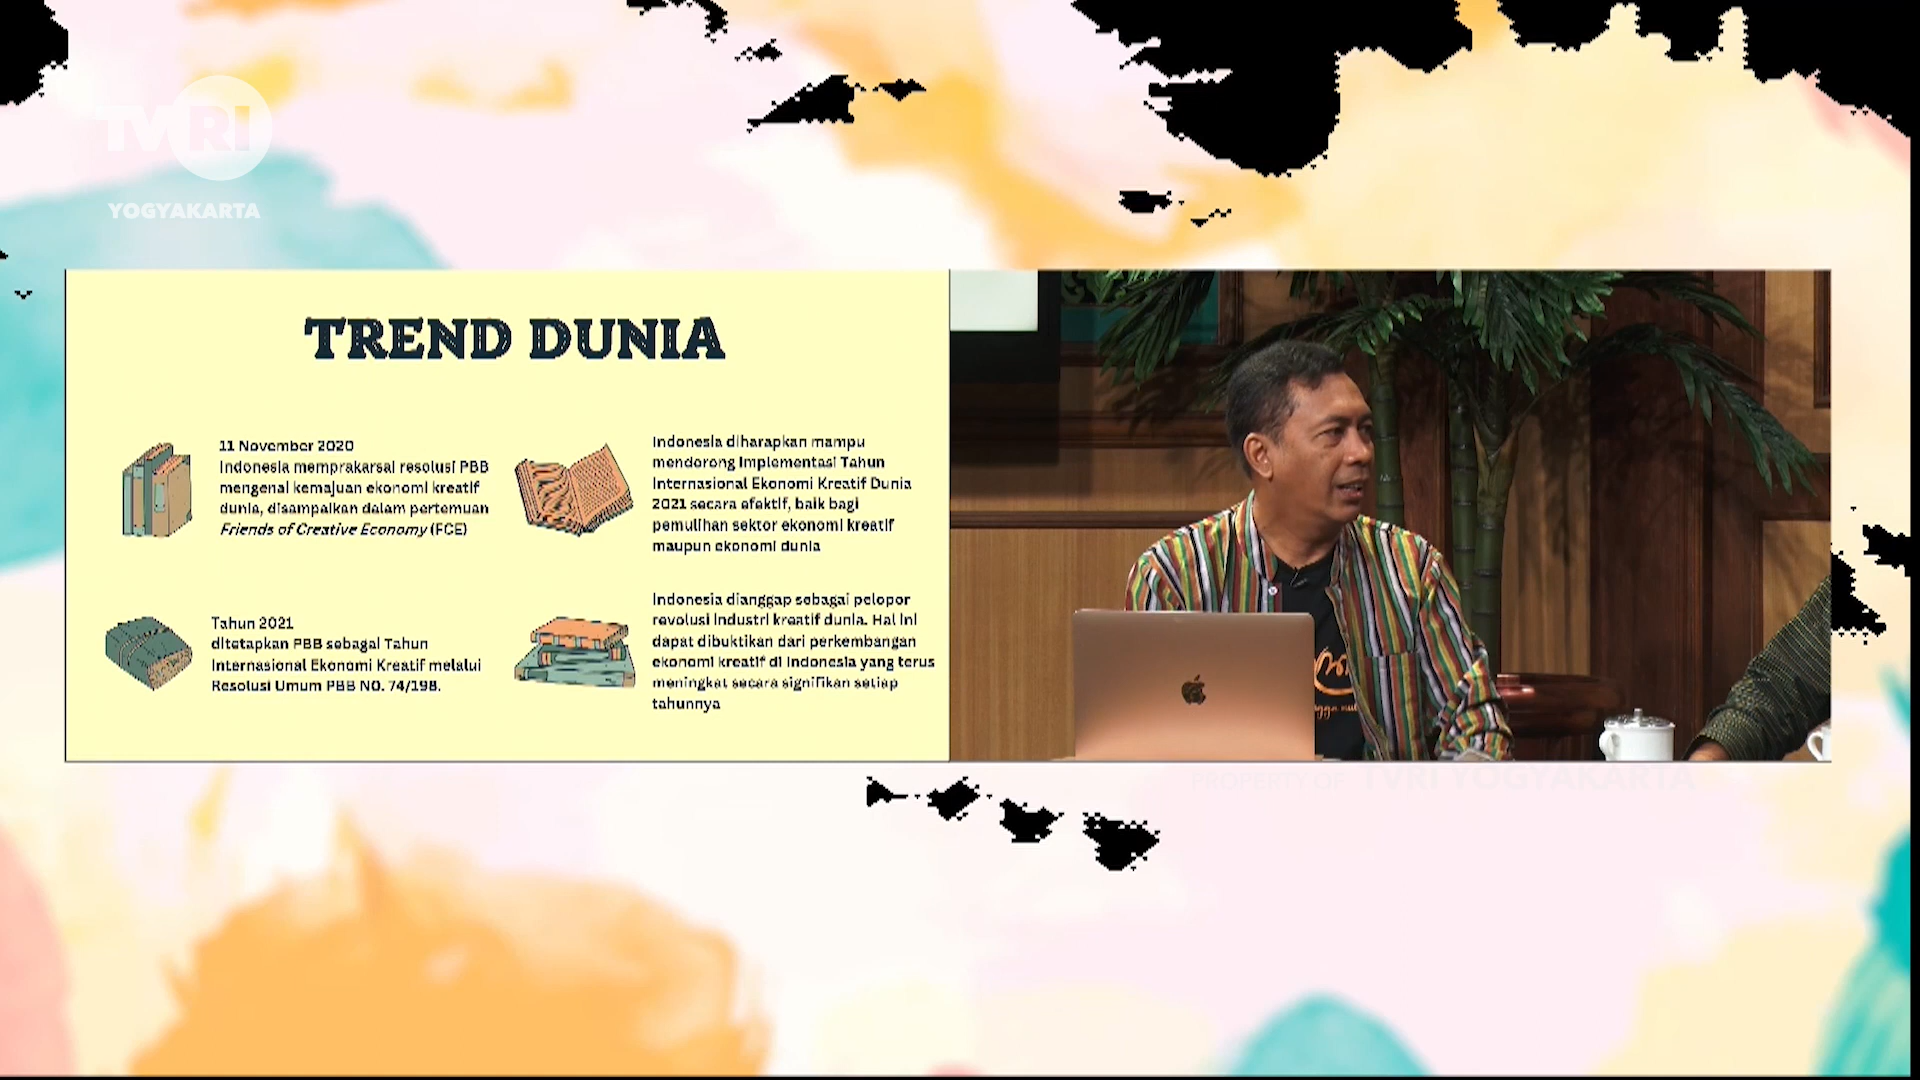 TVRI
YOGYAKARTA
TREND DUNIA
11 November 2020
Indonesia memprakarsai resolusi PBB
mengenai kemajuan ekonomi kreatif
dunia, disampaikan dalam pertemuan
Friends of Creative Economy (FCE)
Tahun 2021
ditetapkan PBB sebagai Tahun
Internasional Ekonomi Kreatif melalui
Resolusi Umum PBB NO. 74/198.
Indonesia diharapkan mampu
mendorong Implementasi Tahun
Internasional Ekonomi Kreatif Dunia
2021 secara efektif, baik bagi
pemulihan sektor ekonomi kreatif
maupun ekonomi dunia
Indonesia dianggap sebagai pelopor
revolusi industri kreatif dunia. Hal ini
dapat dibuktikan dari perkembangan
ekonomi kreatif di Indonesia yang terus
meningkat secara signifikan setiap
tahunnya
PROPERTY OF TVRI YOGYAKARTA